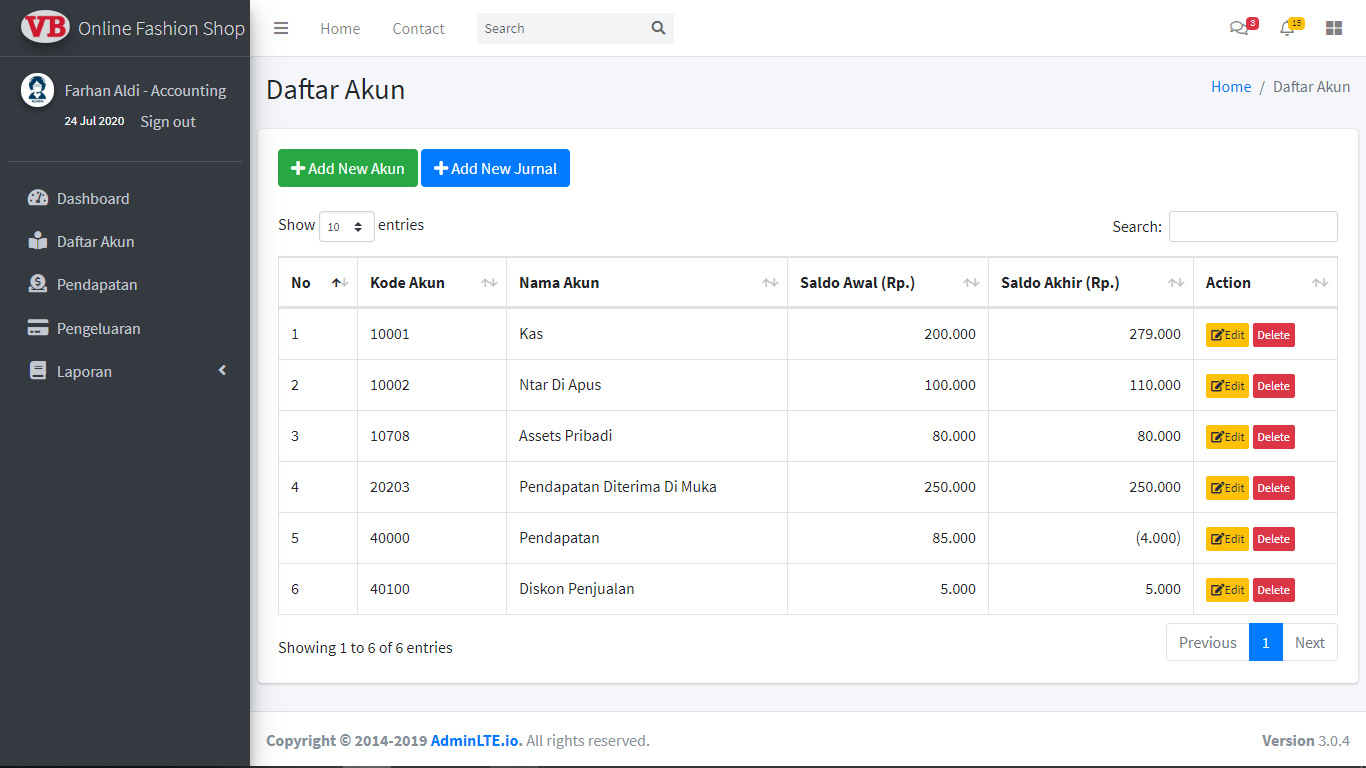 VB Online Fashion Shop
Home Contact Search 3 15
Farhan Aldi - Accounting
24 Jul 2020 Sign out
Dashboard
Daftar Akun
Pendapatan
Pengeluaran
Laporan
Daftar Akun
Home / Daftar Akun
Add New Akun Add New Jurnal
Show 10 entries
Search:
No Kode Akun Nama Akun Saldo Awal (Rp.) Saldo Akhir (Rp.) Action
1 10001 Kas 200.000 279.000 Edit Delete
2 10002 Ntar Di Apus 100.000 110.000 Edit Delete
3 10708 Assets Pribadi 80.000 80.000 Edit Delete
4 20203 Pendapatan Diterima Di Muka 250.000 250.000 Edit Delete
5 40000 Pendapatan 85.000 (4.000) Edit Delete
6 40100 Diskon Penjualan 5.000 5.000 Edit Delete
Showing 1 to 6 of 6 entries
Previous 1 Next
Copyright © 2014-2019 AdminLTE.io. All rights reserved.
Version 3.0.4